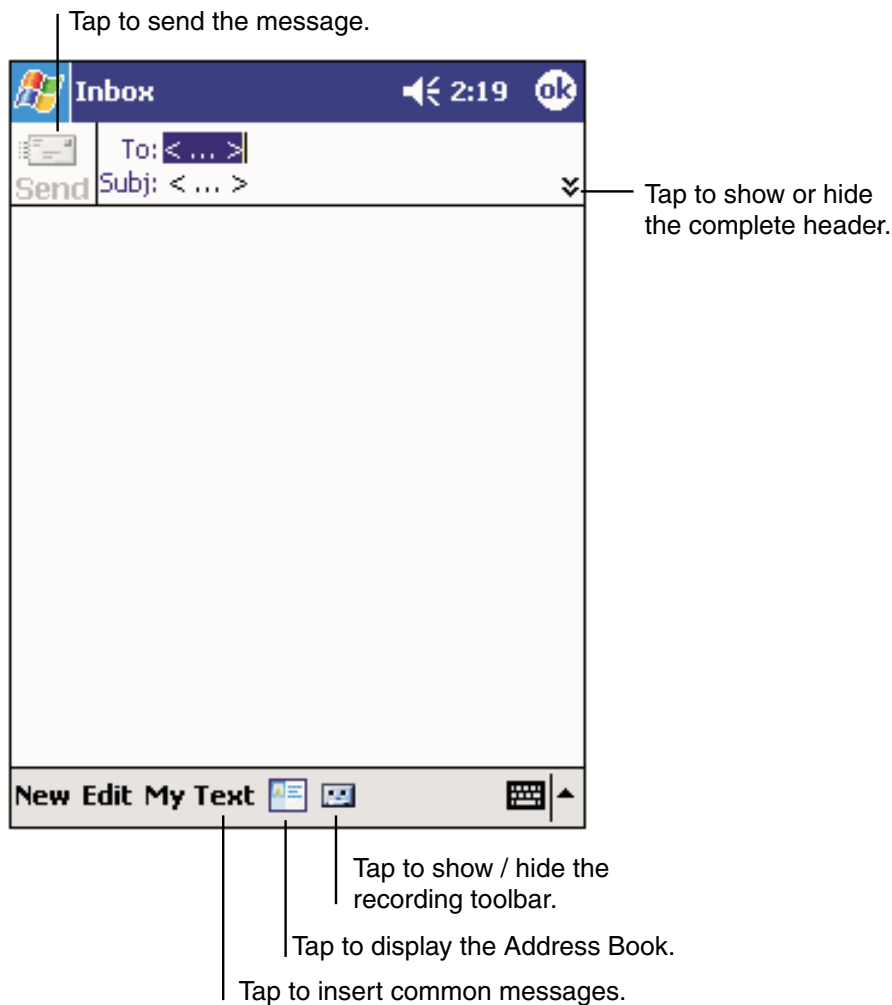 Tap to send the message.
Inbox 2:19 ok
To: < ... >
Send Subj: < ... >
Tap to show or hide
the complete header.
New Edit My Text
Tap to show / hide the
recording toolbar.
Tap to display the Address Book.
Tap to insert common messages.